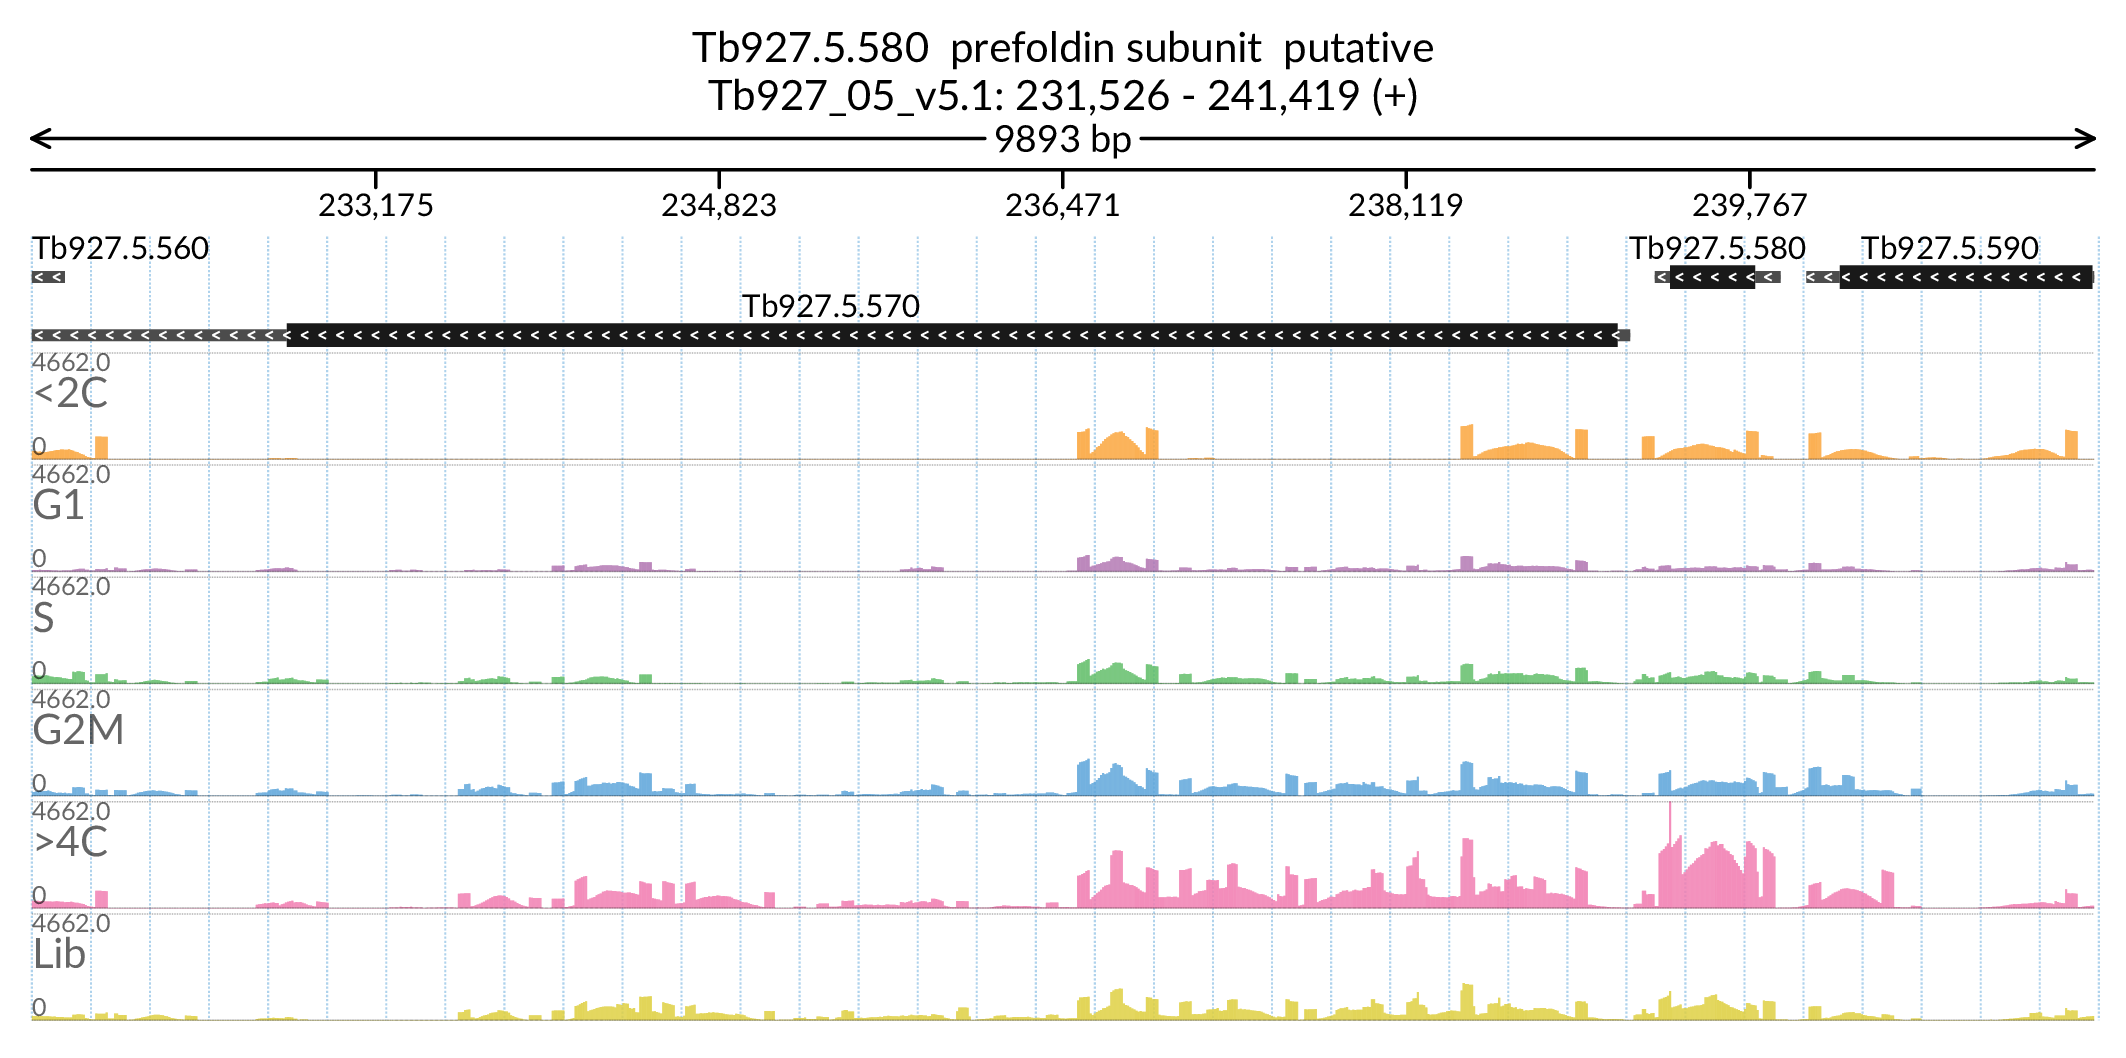 Tb927.5.580  prefoldin subunit  putative
Tb927_05_v5.1: 231,526 - 241,419 (+)
9893 bp
233,175 234,823 236,471 238,119 239,767
Tb927.5.560 Tb927.5.580 Tb927.5.590
Tb927.5.570
4662.0
<2C
0
4662.0
G1
0
4662.0
S
0
4662.0
G2M
0
4662.0
>4C
0
4662.0
Lib
0